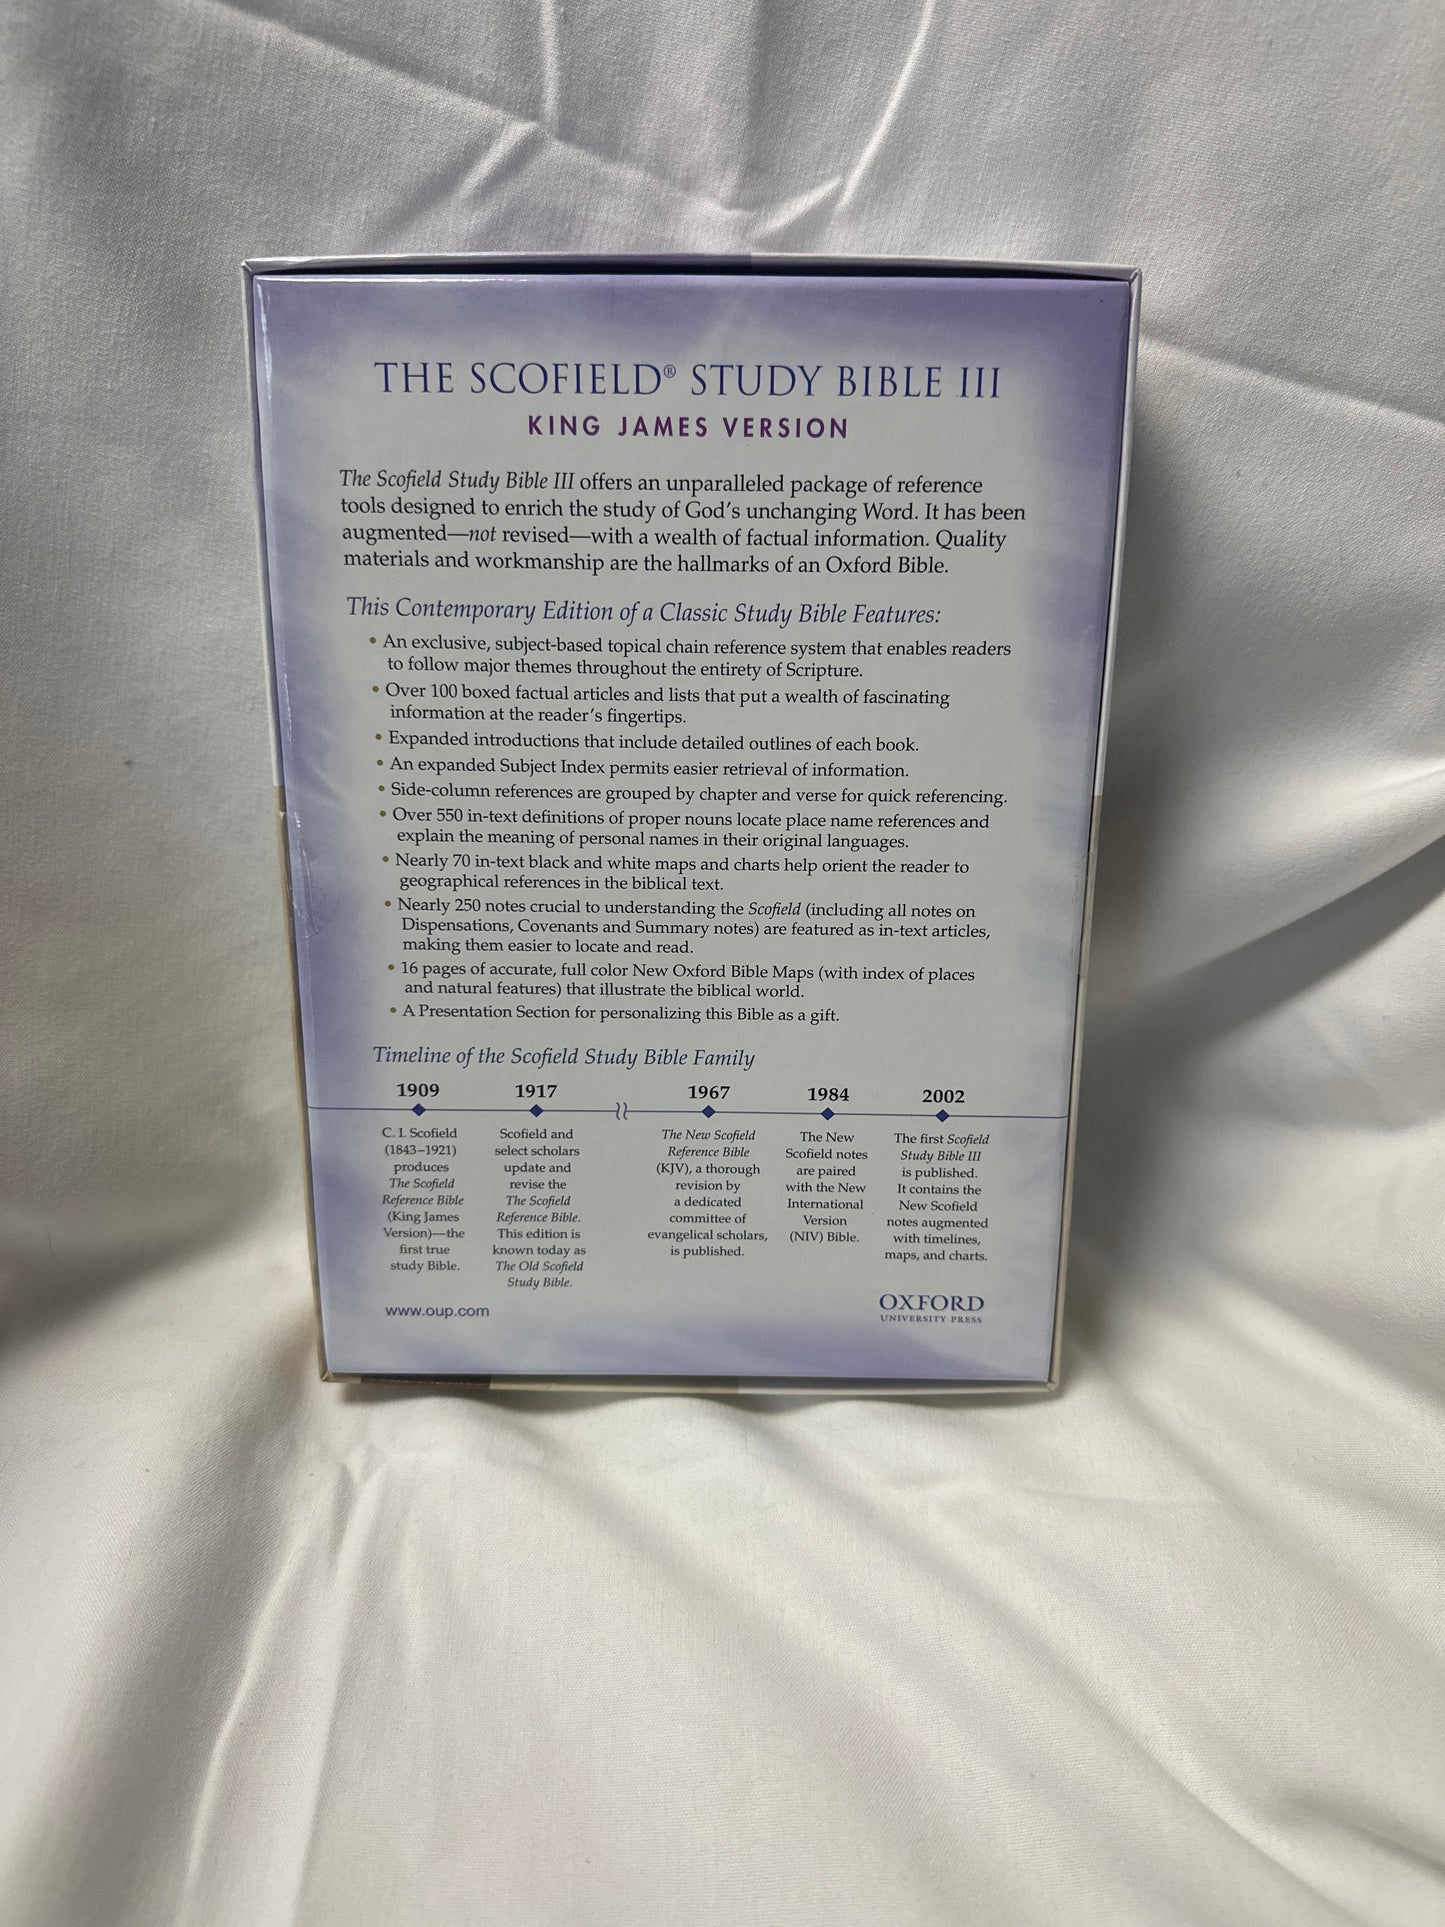 THE SCOFIELD® STUDY BIBLE III
KING JAMES VERSION
The Scofield Study Bible III offers an unparalleled package of reference
tools designed to enrich the study of God's unchanging Word. It has been
augmented—not revised—with a wealth of factual information. Quality
materials and workmanship are the hallmarks of an Oxford Bible.
This Contemporary Edition of a Classic Study Bible Features:
• An exclusive, subject-based topical chain reference system that enables readers
to follow major themes throughout the entirety of Scripture.
• Over 100 boxed factual articles and lists that put a wealth of fascinating
information at the reader's fingertips.
• Expanded introductions that include detailed outlines of each book.
• An expanded Subject Index permits easier retrieval of information.
• Side-column references are grouped by chapter and verse for quick referencing.
• Over 550 in-text definitions of proper nouns locate place name references and
explain the meaning of personal names in their original languages.
• Nearly 70 in-text black and white maps and charts help orient the reader to
geographical references in the biblical text.
• Nearly 250 notes crucial to understanding the Scofield (including all notes on
Dispensations, Covenants and Summary notes) are featured as in-text articles,
making them easier to locate and read.
• 16 pages of accurate, full color New Oxford Bible Maps (with index of places
and natural features) that illustrate the biblical world.
• A Presentation Section for personalizing this Bible as a gift.
Timeline of the Scofield Study Bible Family
1909
C. I. Scofield
(1843–1921)
produces
The Scofield
Reference Bible
(King James
Version)—the
first true
study Bible.
1917
Scofield and
select scholars
update and
revise the
The Scofield
Reference Bible.
This edition is
known today as
The Old Scofield
Study Bible.
1967
The New Scofield
Reference Bible
(KJV), a thorough
revision by
a dedicated
committee of
evangelical scholars,
is published.
1984
The New
Scofield notes
are paired
with the New
International
Version
(NIV) Bible.
2002
The first Scofield
Study Bible III
is published.
It contains the
New Scofield
notes augmented
with timelines,
maps, and charts.
www.oup.com
OXFORD
UNIVERSITY PRESS